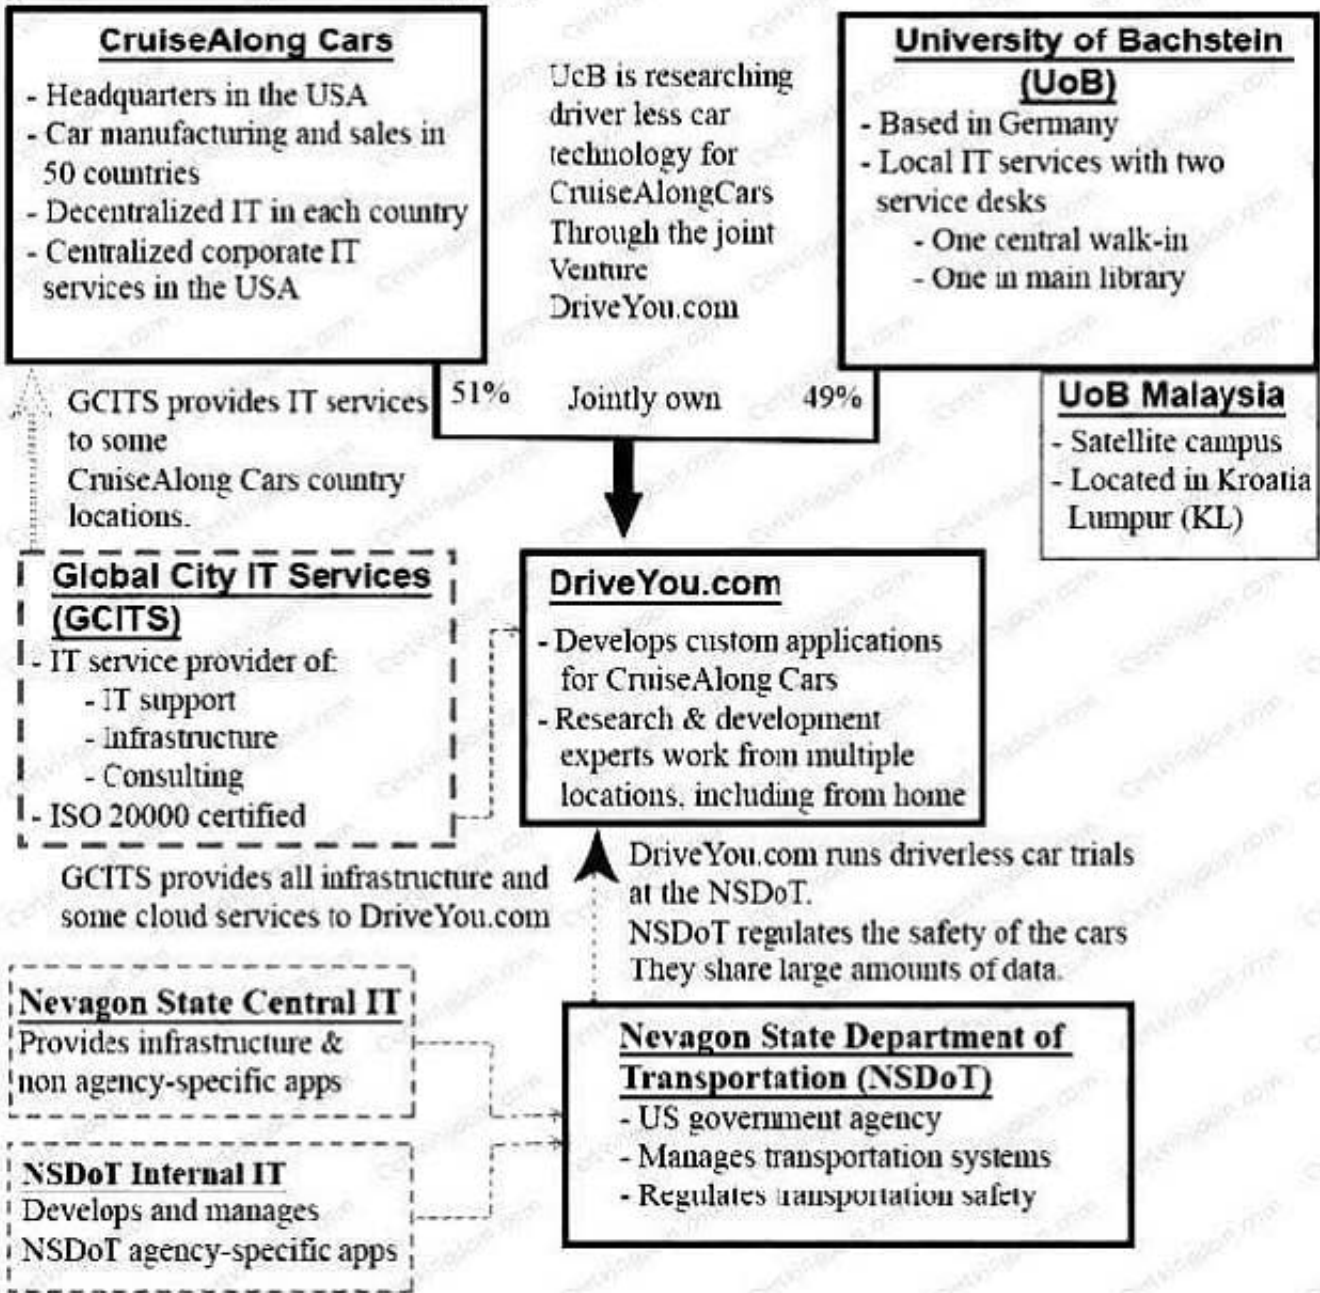 CruiseAlong Cars
- Headquarters in the USA
- Car manufacturing and sales in
50 countries
- Decentralized IT in each country
- Centralized corporate IT
services in the USA
UcB is researching
driver less car
technology for
CruiseAlongCars
Through the joint
Venture
DriveYou.com
University of Bachstein
(UoB)
- Based in Germany
- Local IT services with two
service desks
- One central walk-in
- One in main library
51% Jointly own 49%
UoB Malaysia
- Satellite campus
- Located in Kroatia
Lumpur (KL)
GCITS provides IT services
to some
CruiseAlong Cars country
locations.
Global City IT Services
(GCITS)
- IT service provider of:
- IT support
- Infrastructure
- Consulting
- ISO 20000 certified
DriveYou.com
- Develops custom applications
for CruiseAlong Cars
- Research & development
experts work from multiple
locations, including from home
GCITS provides all infrastructure and
some cloud services to DriveYou.com
DriveYou.com runs driverless car trials
at the NSDoT.
NSDoT regulates the safety of the cars
They share large amounts of data.
Nevagon State Central IT
Provides infrastructure &
non agency-specific apps
NSDoT Internal IT
Develops and manages
NSDoT agency-specific apps
Nevagon State Department of
Transportation (NSDoT)
- US government agency
- Manages transportation systems
- Regulates transportation safety